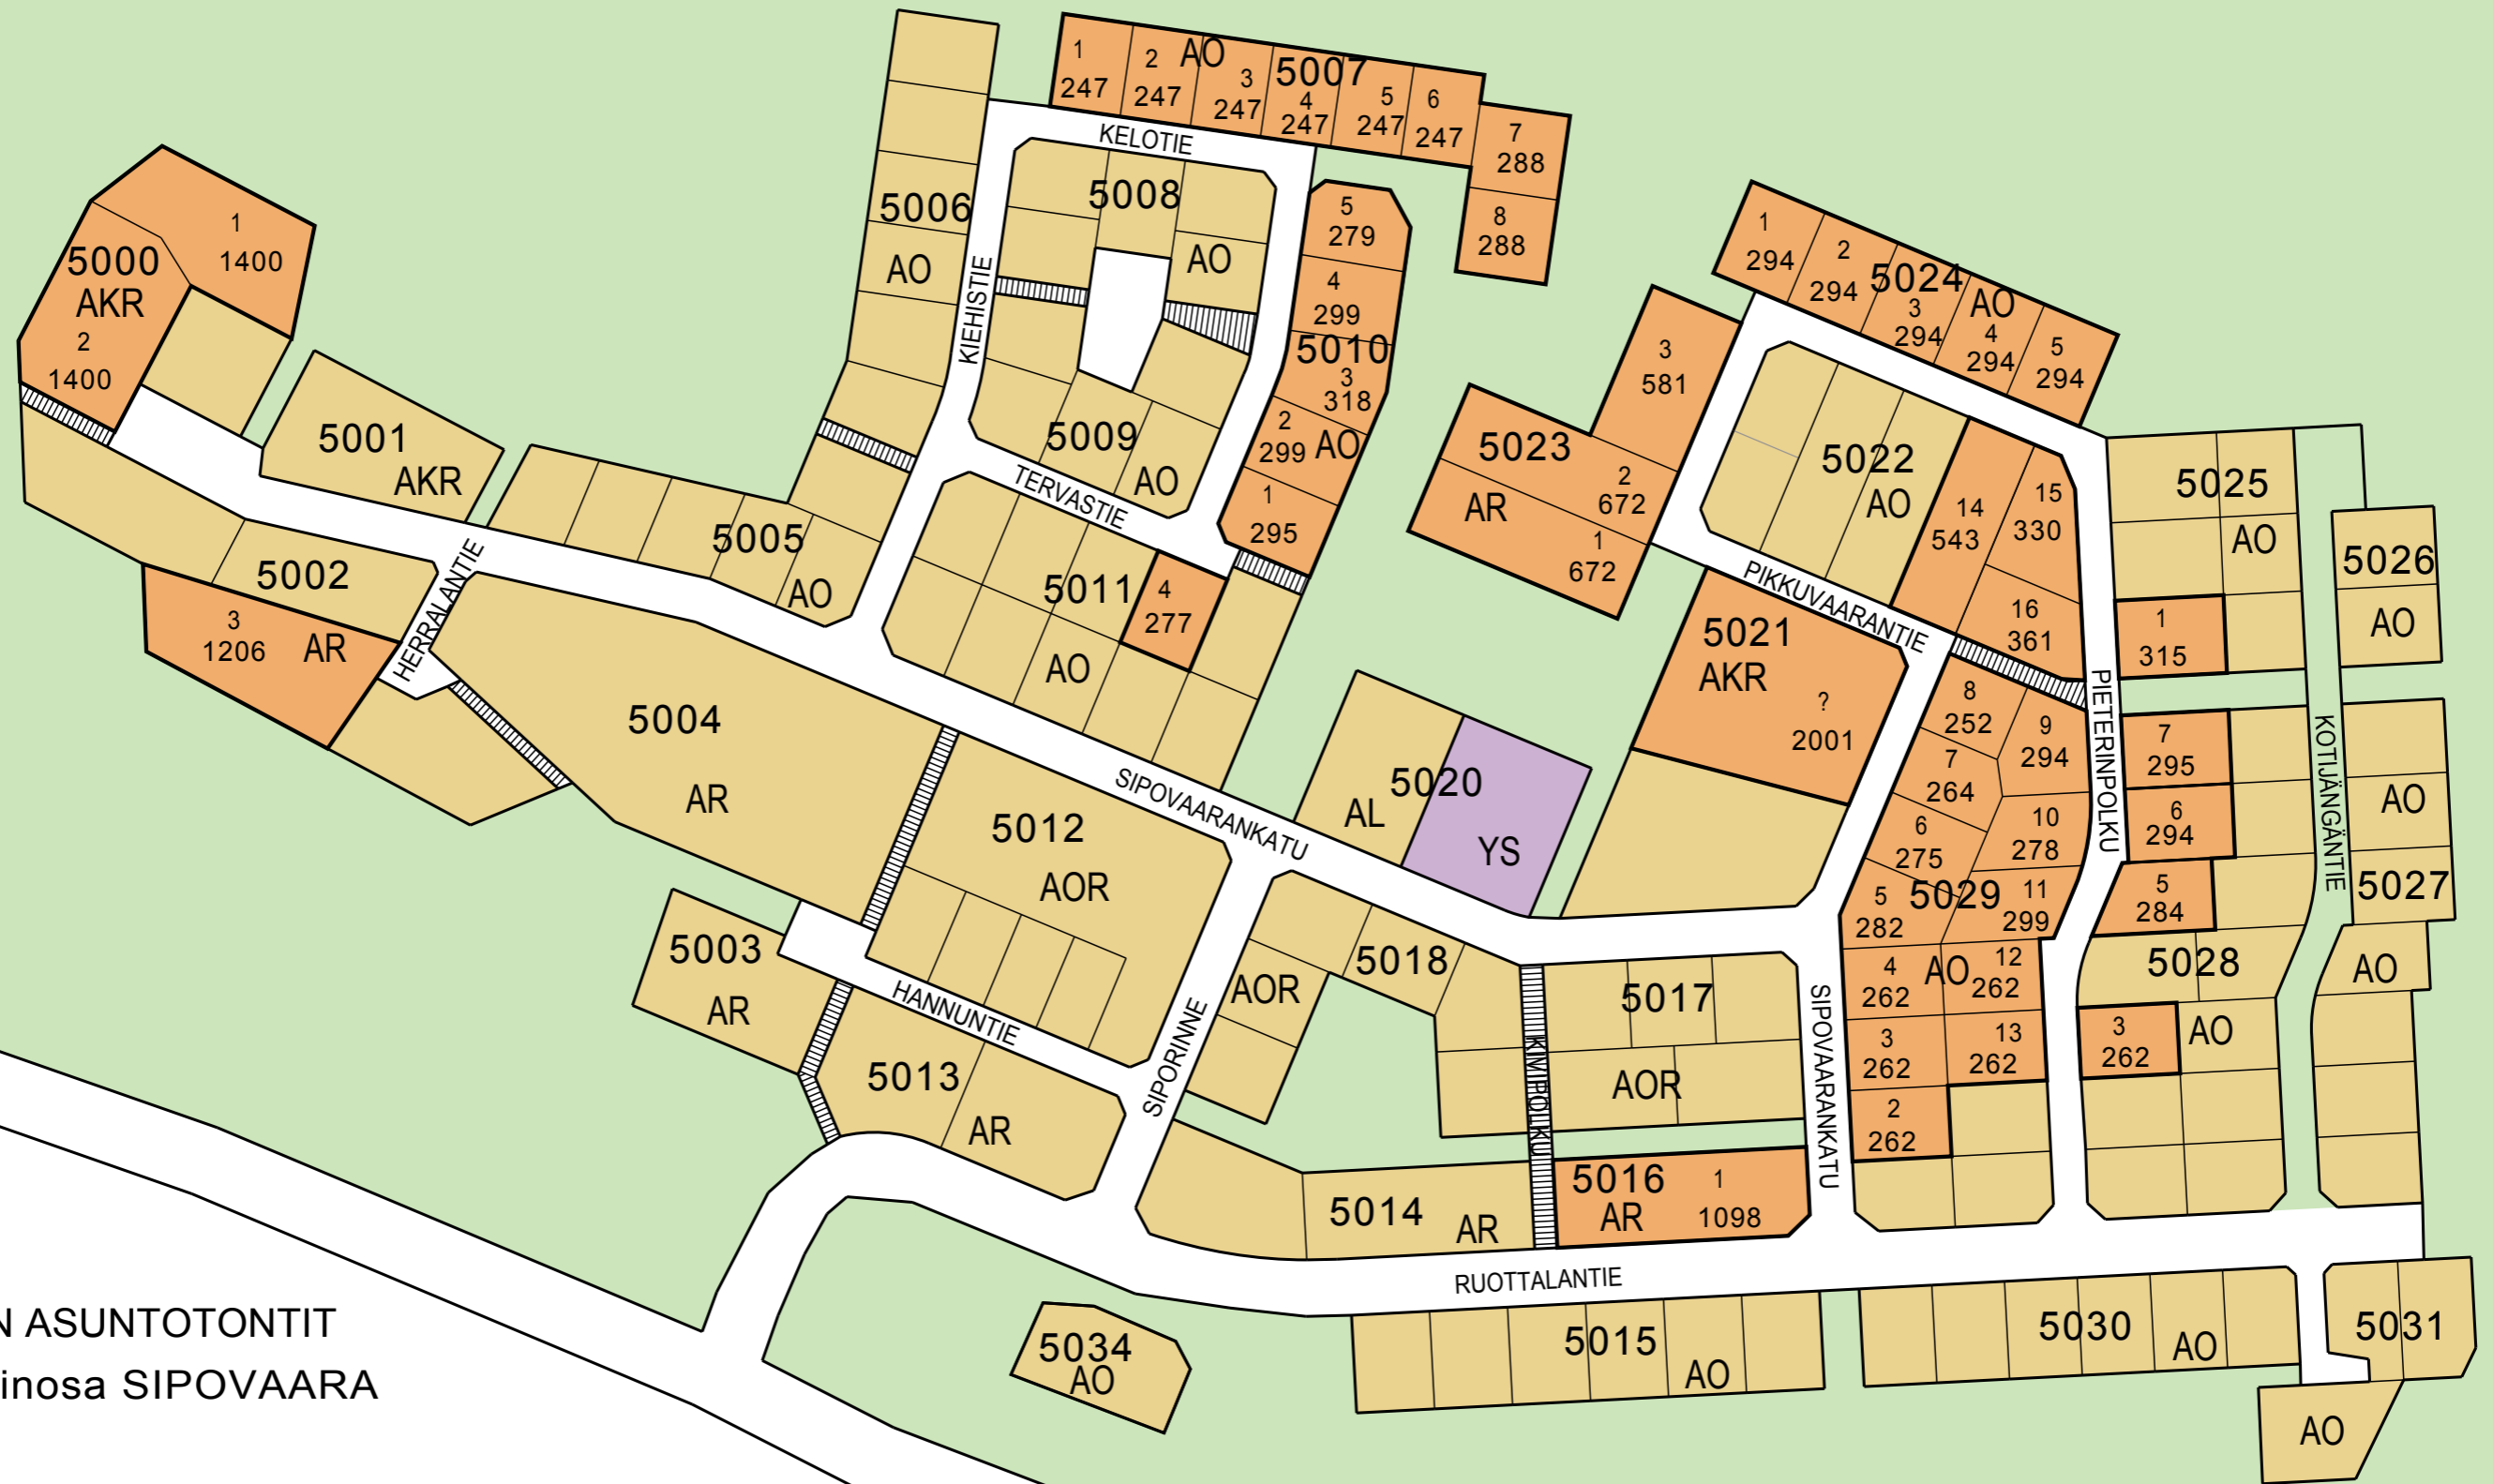 1
247
2
247
AO
3
247
5007
4
247
5
247
6
247
7
288
8
288
KELOTIE
5006
AO
5008
AO
KIEHISTIE
5009
AO
TERVASTIE
5
279
4
299
5010
3
318
2
299
AO
1
295
1
1400
5000
AKR
2
1400
5001
AKR
5002
3
1206
AR
HERRALANTIE
5005
AO
5011
AO
4
277
5004
AR
1
294
2
294
5024
AO
3
294
4
294
5
294
3
581
5023
AR
2
672
1
672
5022
AO
14
543
15
330
16
361
PIKKUVAARANTIE
5021
AKR
?
2001
5025
AO
1
315
5026
AO
PIETERINPOLKU
KOTIJÄNGÄNTIE
5020
AL
YS
SIPOVAARANKATU
8
252
9
294
7
264
10
278
6
275
5029
11
299
5
282
4
262
AO
12
262
3
262
13
262
2
262
7
295
6
294
5
284
5028
3
262
AO
AO
5027
AO
5012
AOR
5003
AR
HANNUNTIE
5013
AR
SIPORINNE
AOR
5018
5017
AOR
KIMPOLKU
SIPOVAARANKATU
5014
AR
5016
AR
1
1098
RUOTTALANTIE
5034
AO
5015
AO
5030
AO
5031
AO
N ASUNTOTONTIT
inosa SIPOVAARA